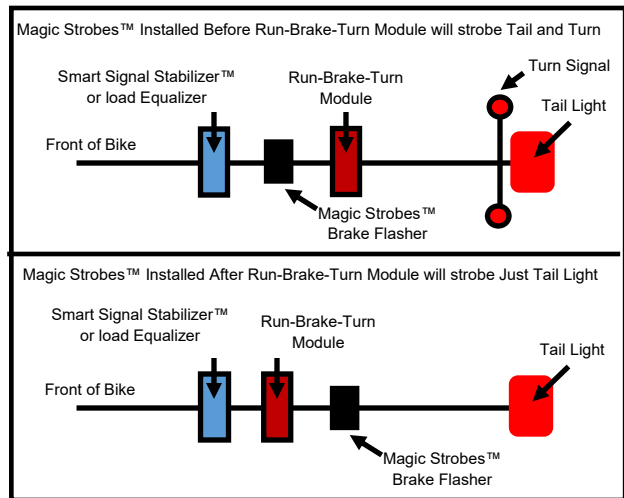 Magic Strobes™ Installed Before Run-Brake-Turn Module will strobe Tail and Turn
Smart Signal Stabilizer™
or load Equalizer
Run-Brake-Turn
Module
Turn Signal
Tail Light
Front of Bike
Magic Strobes™
Brake Flasher
Magic Strobes™ Installed After Run-Brake-Turn Module will strobe Just Tail Light
Smart Signal Stabilizer™
or load Equalizer
Run-Brake-Turn
Module
Tail Light
Front of Bike
Magic Strobes™
Brake Flasher